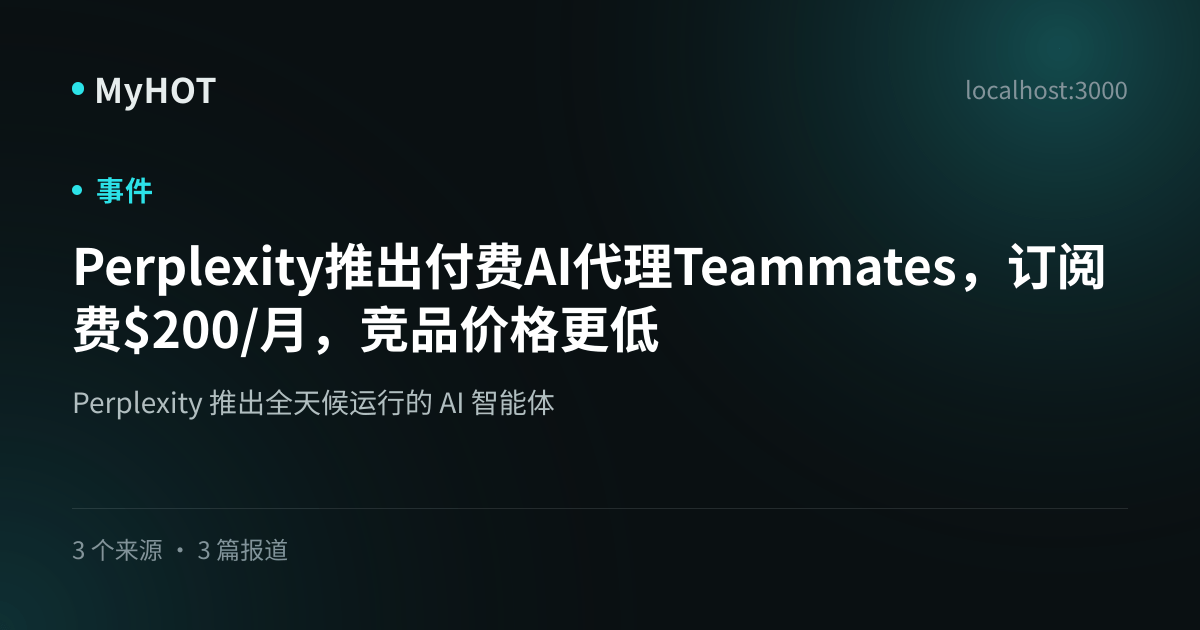 MyHOT
localhost:3000
事件
Perplexity推出付费AI代理Teammates，订阅
费$200/月，竞品价格更低
Perplexity 推出全天候运行的 AI 智能体
3 个来源 · 3 篇报道